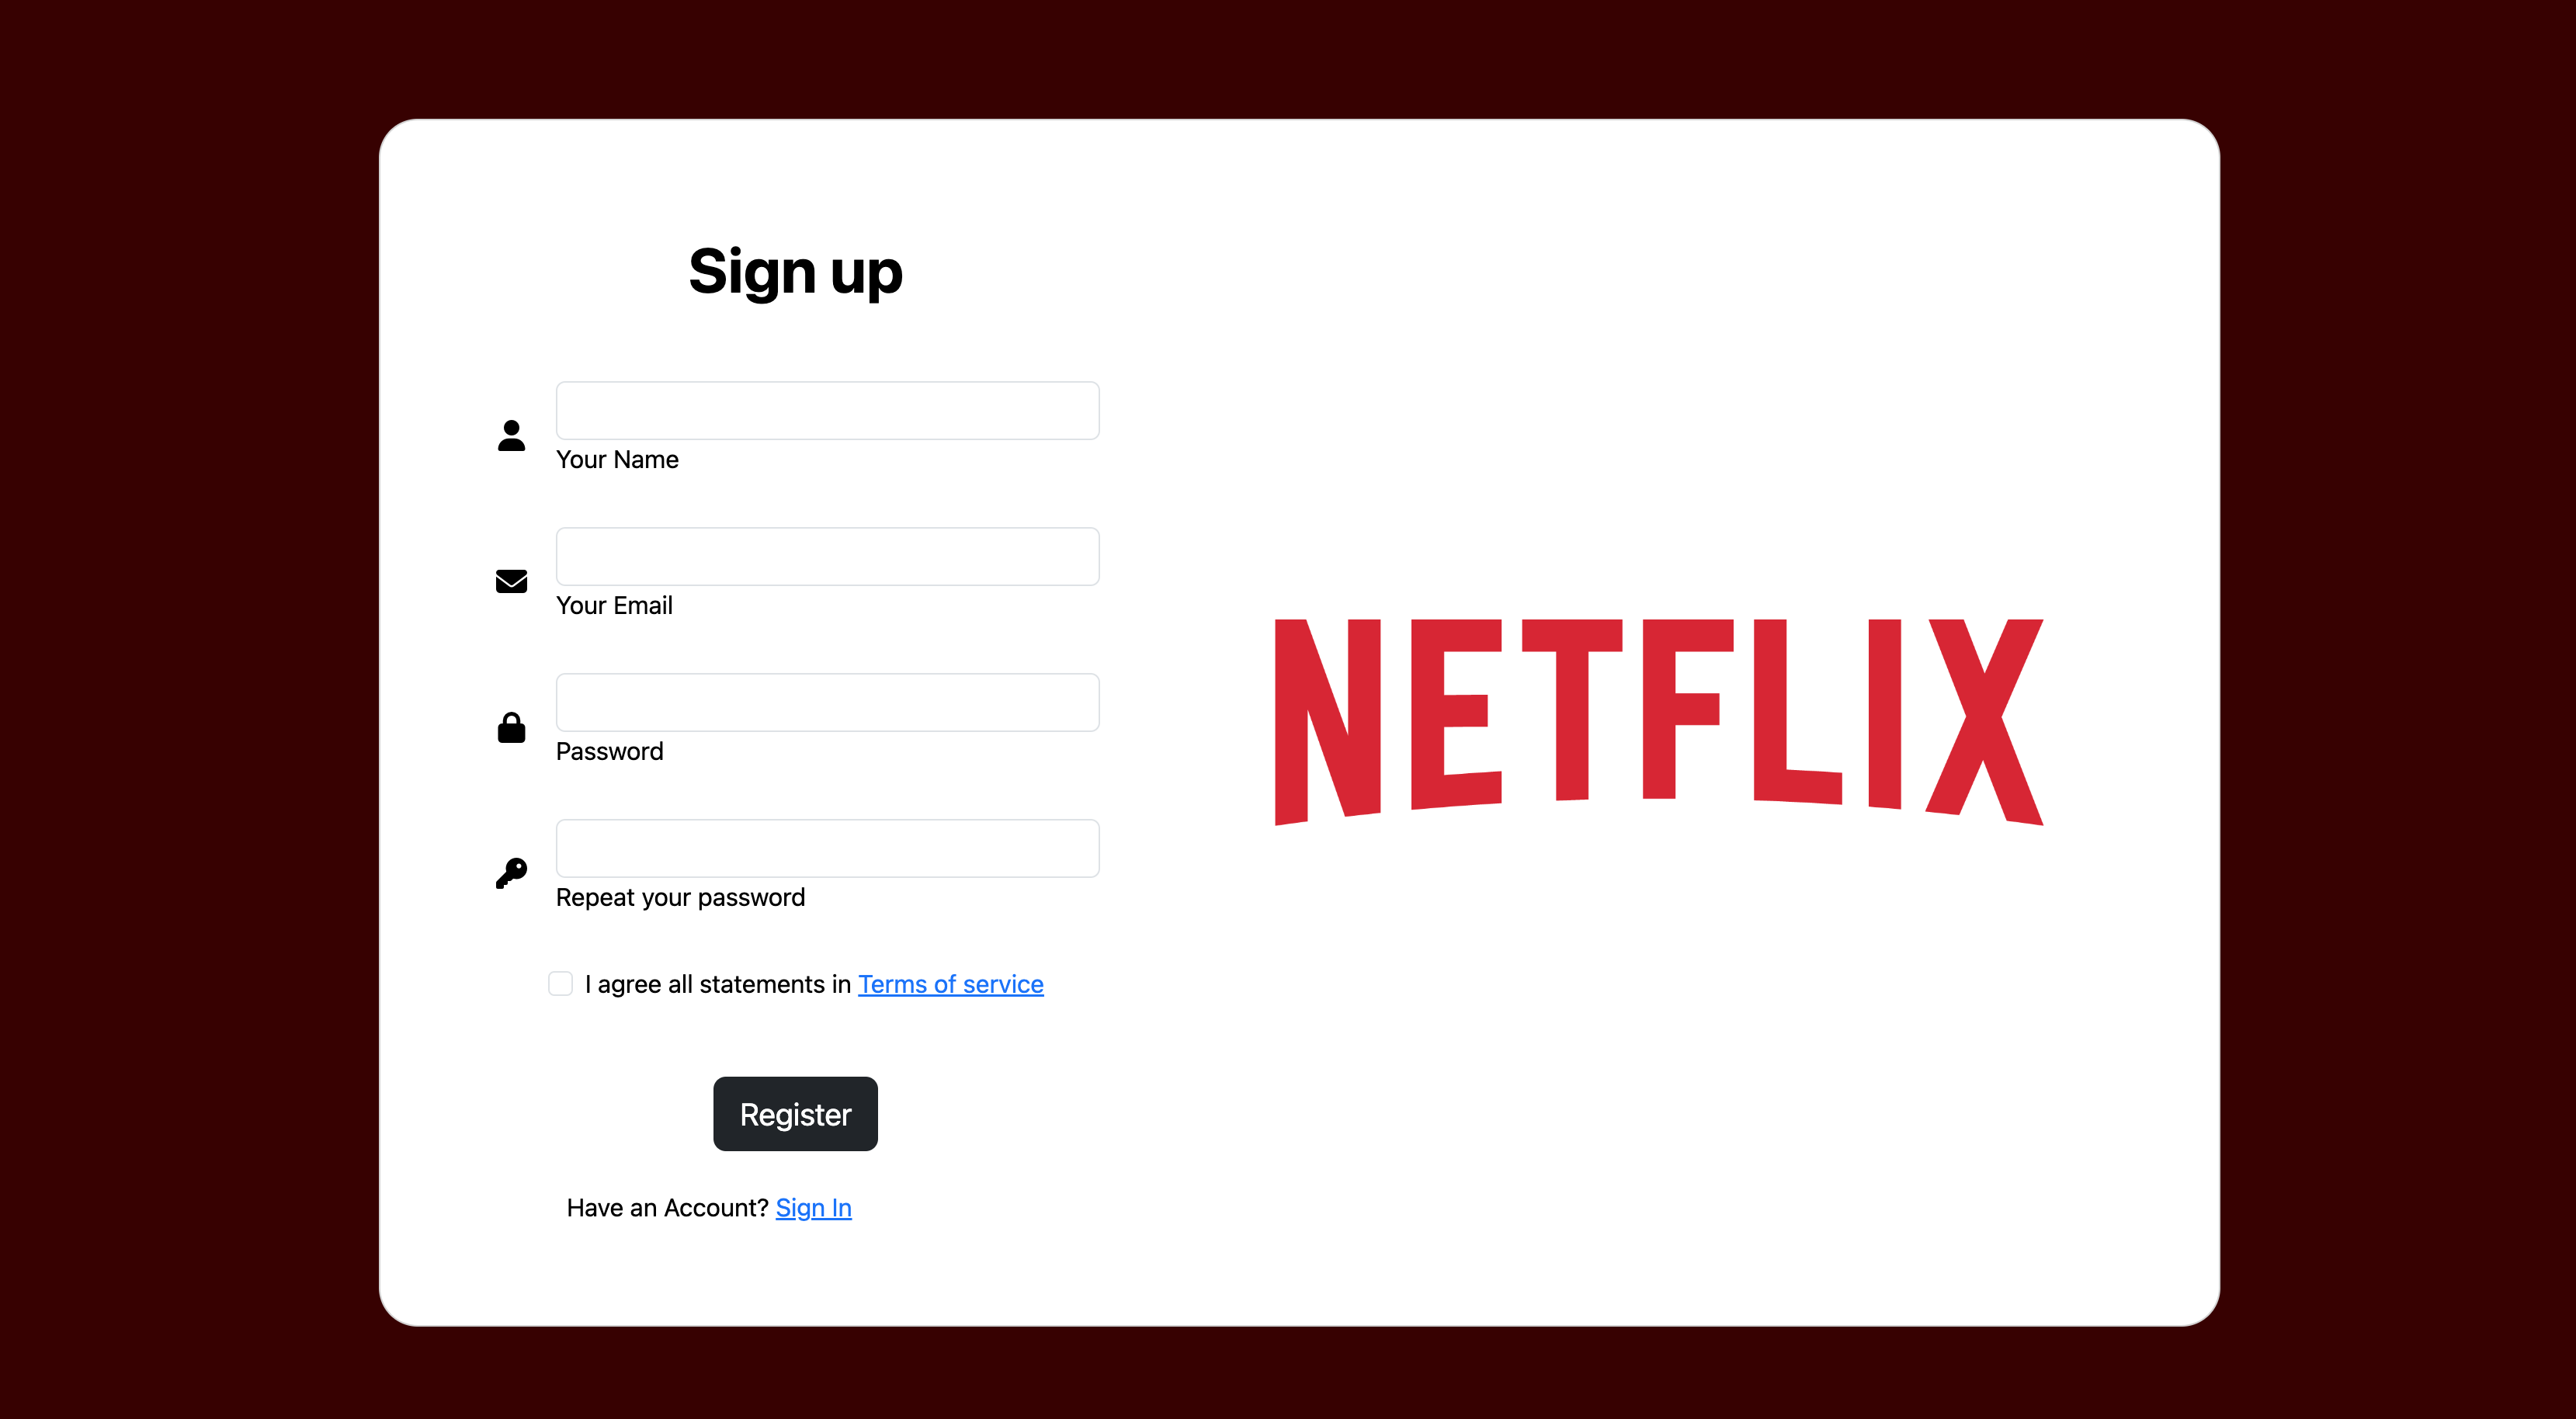 Sign up
Your Name
Your Email
Password
Repeat your password
I agree all statements in Terms of service
Register
Have an Account? Sign In
NETFLIX